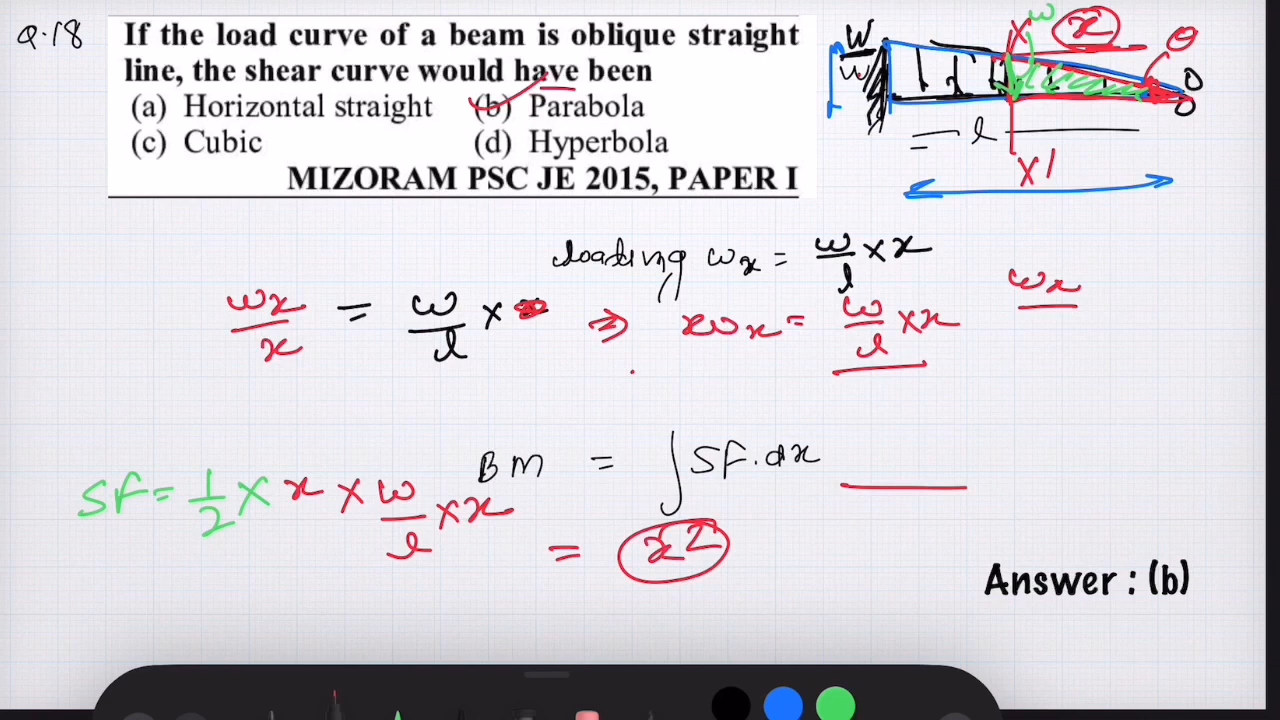 Q.18
If the load curve of a beam is oblique straight
line, the shear curve would have been
(a) Horizontal straight (b) Parabola
(c) Cubic (d) Hyperbola
MIZORAM PSC JE 2015, PAPER I
W
w x θ
X
0
0
l
X'
loading wx = w/l × x
wx/x = w/l × ⇒ wx = w/l × x
wx
BM = ∫ SF.dx
SF = 1/2 × x × w/l × x
= x²
Answer : (b)